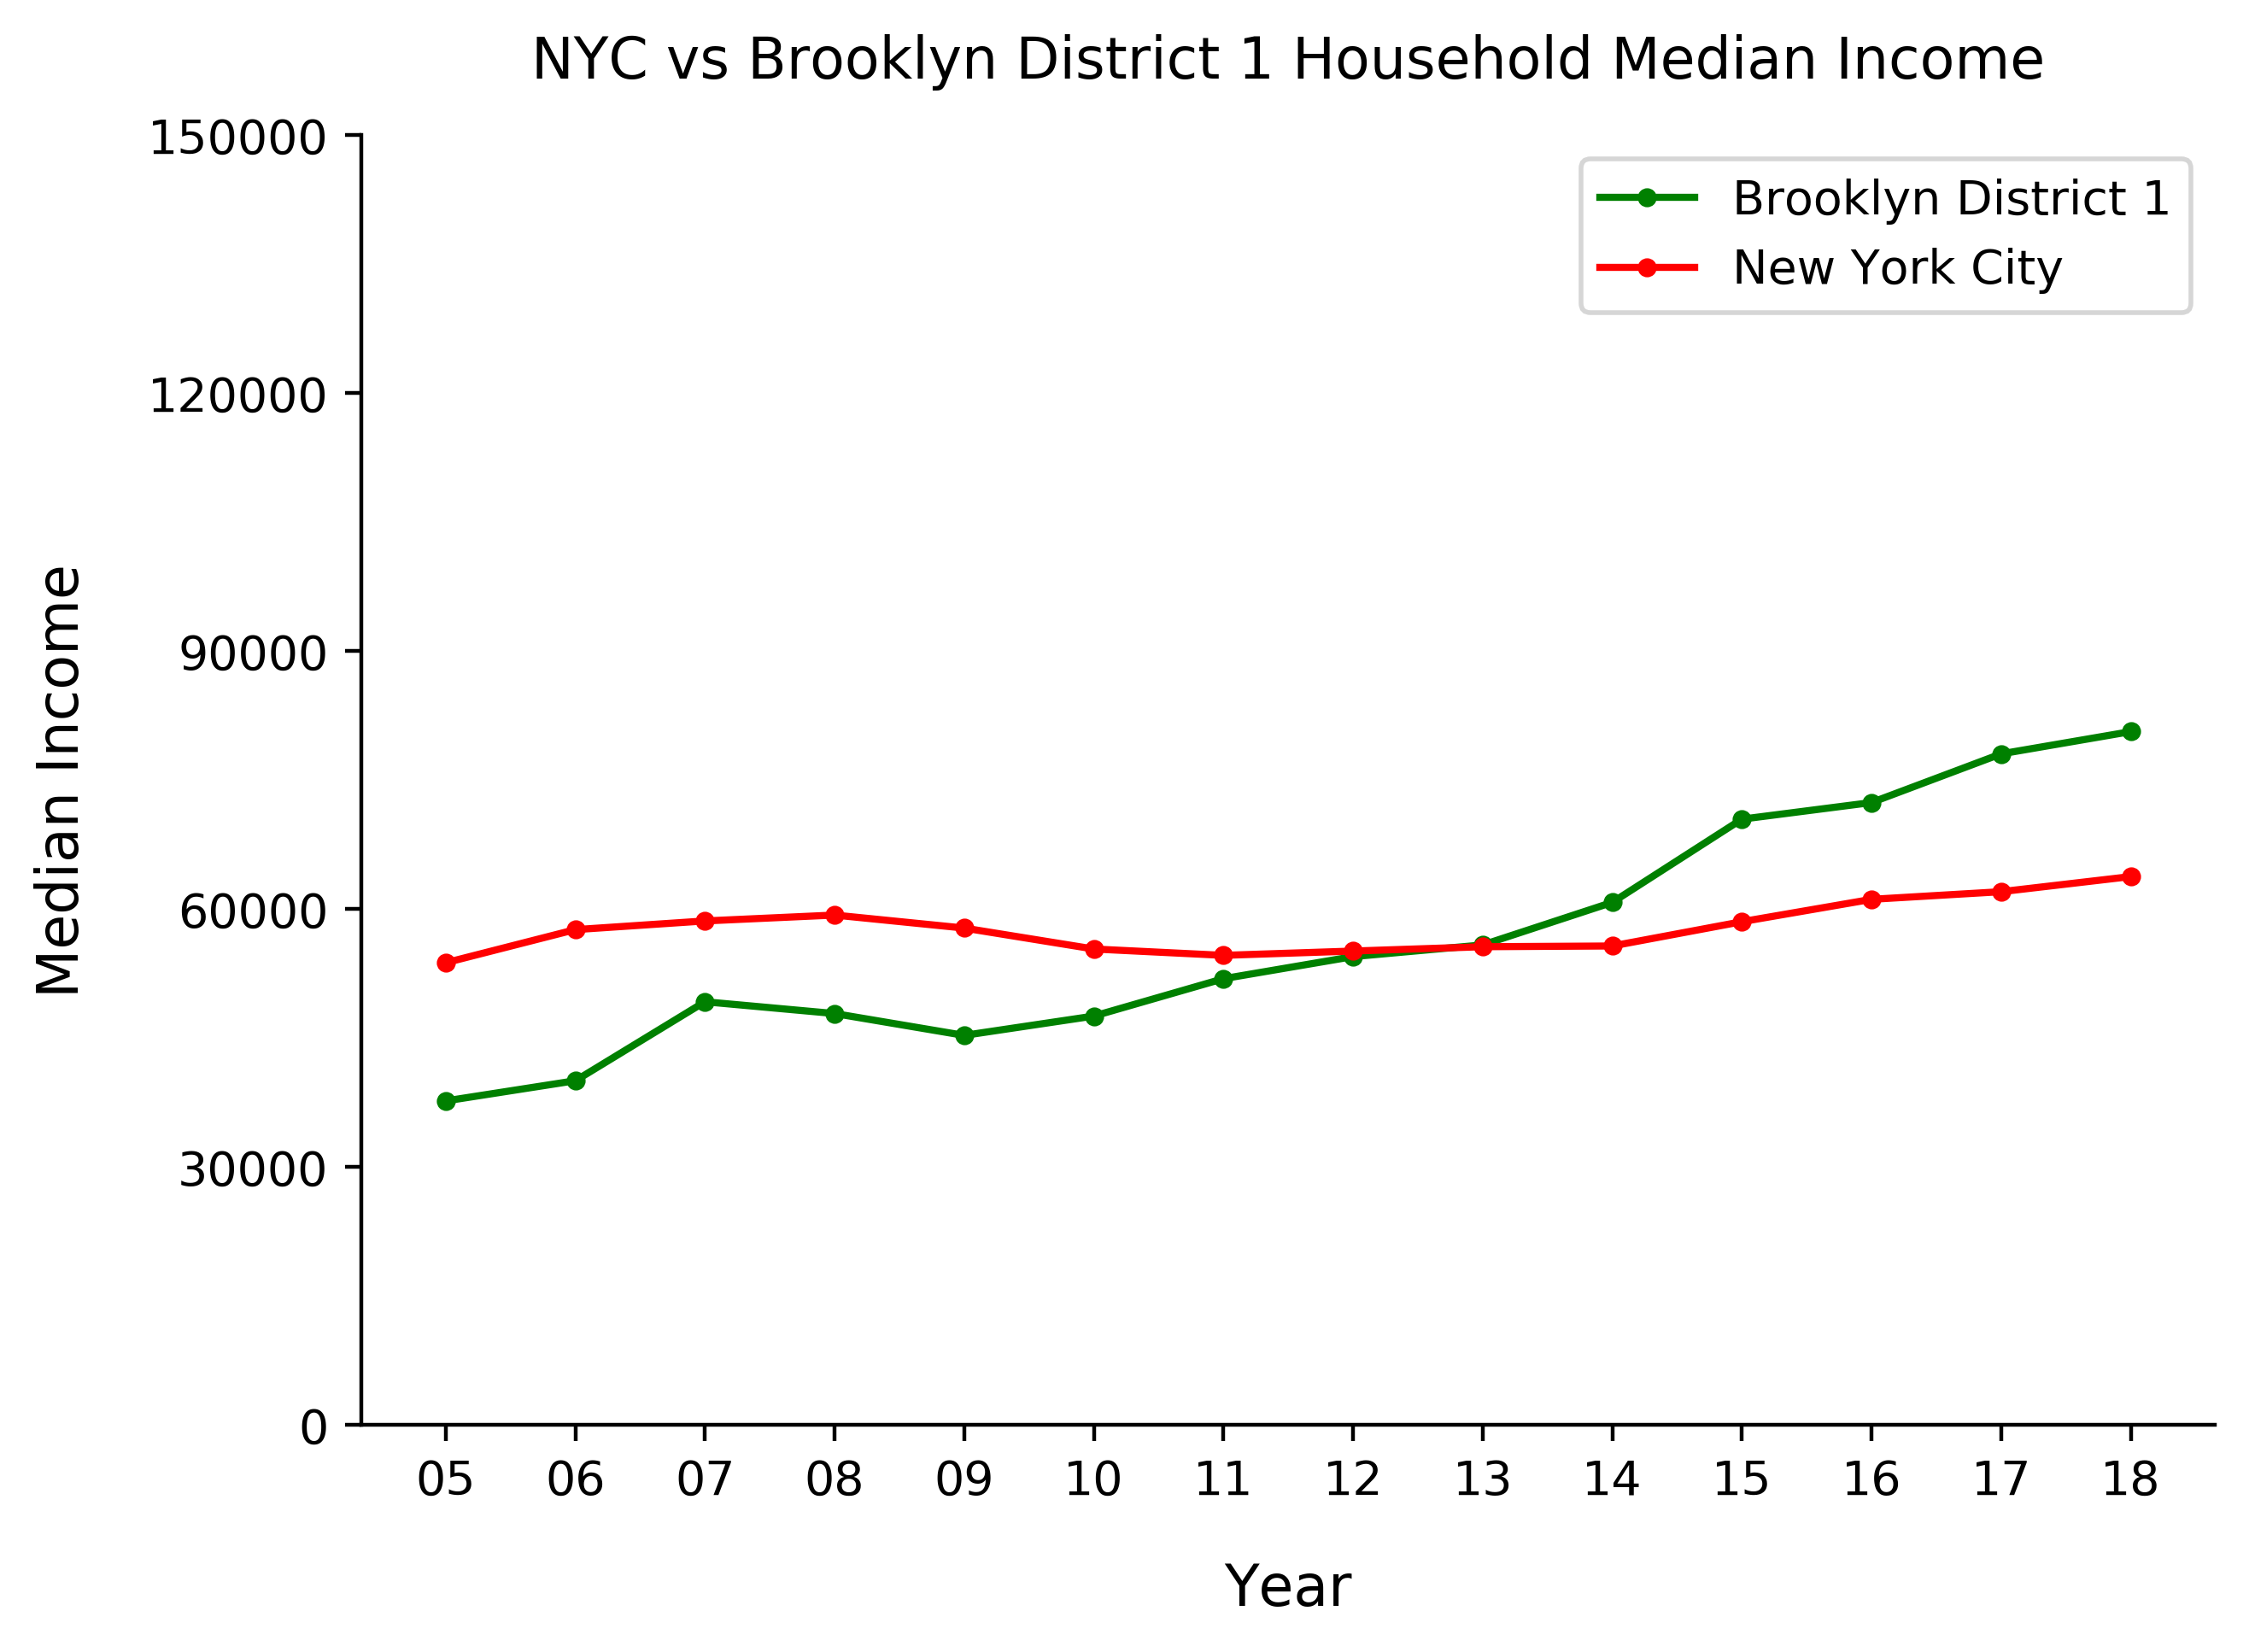 NYC vs Brooklyn District 1 Household Median Income
150000
120000
90000
60000
30000
0
Median Income
Brooklyn District 1
New York City
05 06 07 08 09 10 11 12 13 14 15 16 17 18
Year